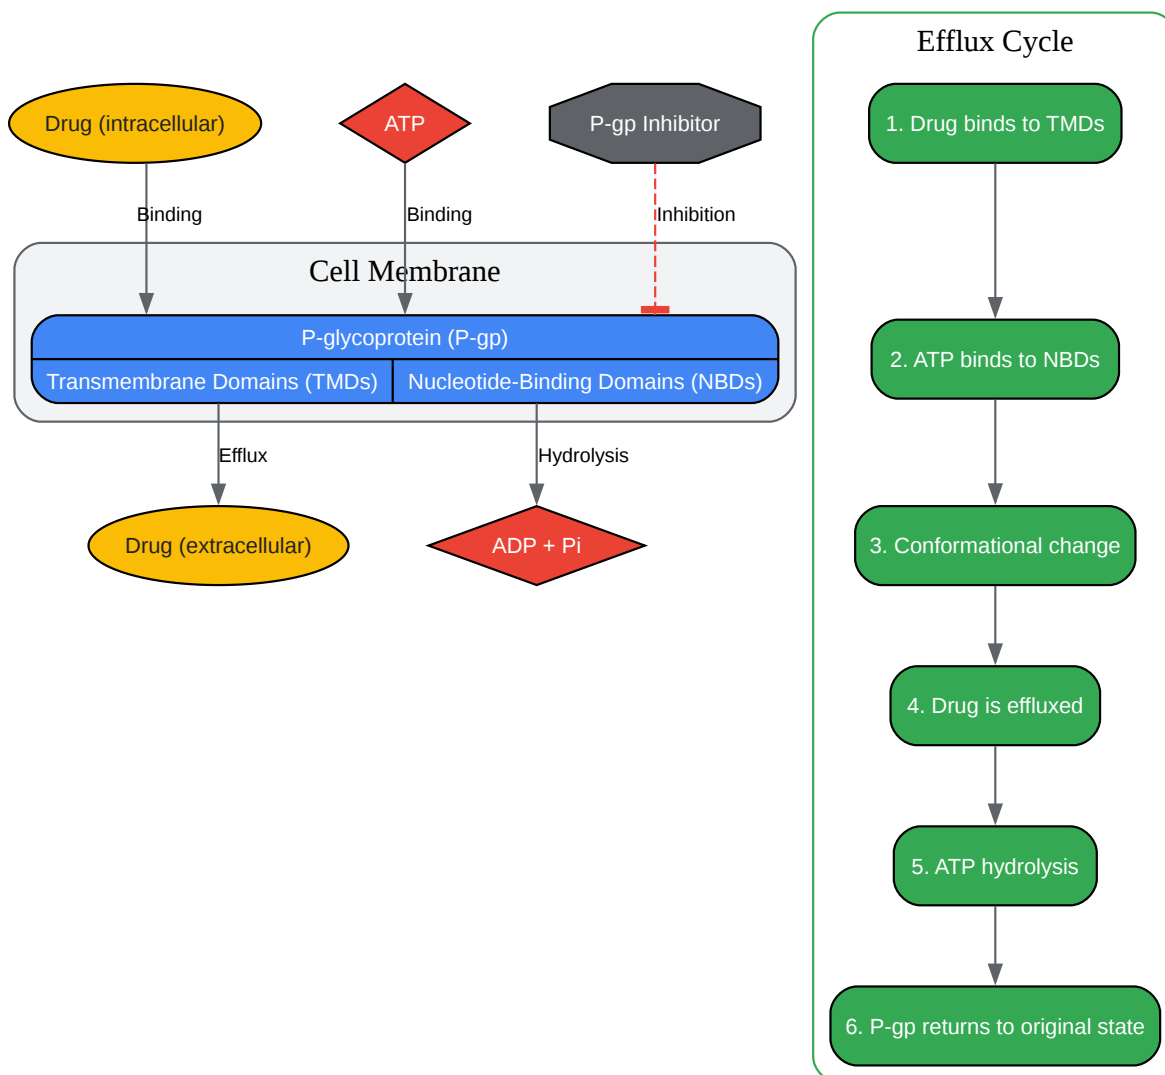 Drug (intracellular)
ATP
P-gp Inhibitor
Binding
Binding
Inhibition
Cell Membrane
P-glycoprotein (P-gp)
Transmembrane Domains (TMDs)
Nucleotide-Binding Domains (NBDs)
Efflux
Hydrolysis
Drug (extracellular)
ADP + Pi
Efflux Cycle
1. Drug binds to TMDs
2. ATP binds to NBDs
3. Conformational change
4. Drug is effluxed
5. ATP hydrolysis
6. P-gp returns to original state